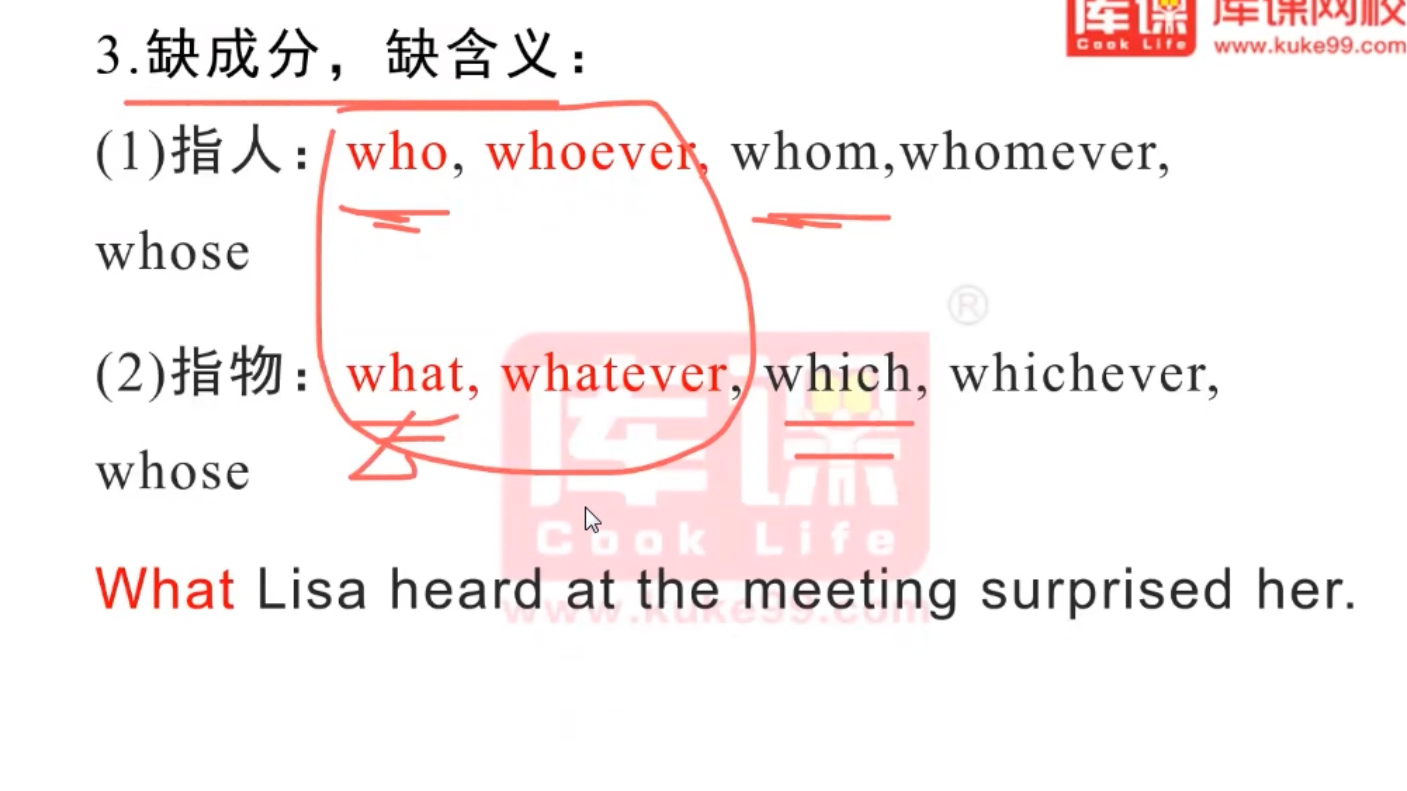 库课 库课网校
Cook Life www.kuke99.com
3.缺成分，缺含义：
(1)指人：who, whoever, whom,whomever,
whose
®
(2)指物：what, whatever, which, whichever,
whose
库课
Cook Life
What Lisa heard at the meeting surprised her.
www.kuke99.com